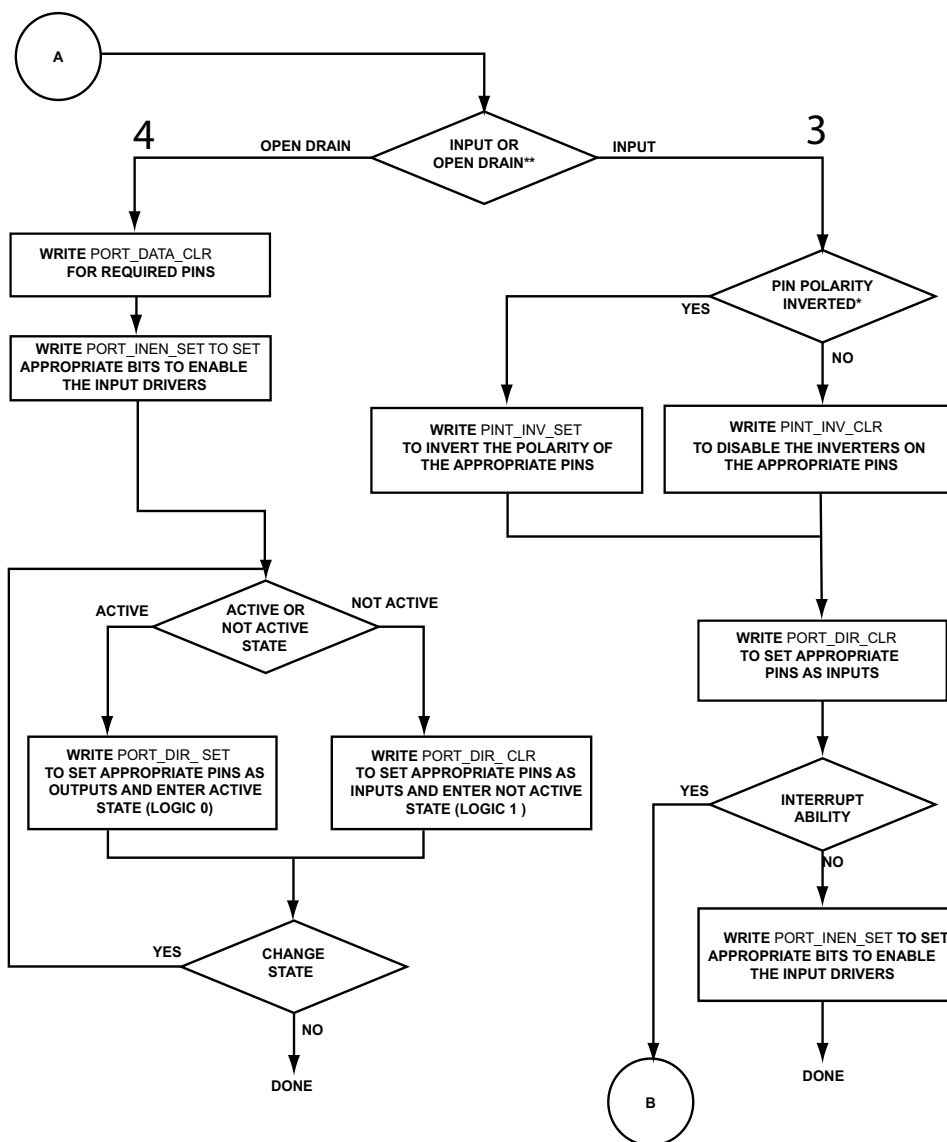 A
4
OPEN DRAIN
INPUT OR
OPEN DRAIN**
INPUT
3
WRITE PORT_DATA_CLR
FOR REQUIRED PINS
WRITE PORT_INEN_SET TO SET
APPROPRIATE BITS TO ENABLE
THE INPUT DRIVERS
PIN POLARITY
INVERTED*
YES
NO
WRITE PINT_INV_SET
TO INVERT THE POLARITY OF
THE APPROPRIATE PINS
WRITE PINT_INV_CLR
TO DISABLE THE INVERTERS ON
THE APPROPRIATE PINS
ACTIVE
ACTIVE OR
NOT ACTIVE
STATE
NOT ACTIVE
WRITE PORT_DIR_ SET
TO SET APPROPRIATE PINS AS
OUTPUTS AND ENTER ACTIVE
STATE (LOGIC 0)
WRITE PORT_DIR_ CLR
TO SET APPROPRIATE PINS AS
INPUTS AND ENTER NOT ACTIVE
STATE (LOGIC 1 )
YES
CHANGE
STATE
NO
DONE
WRITE PORT_DIR_CLR
TO SET APPROPRIATE
PINS AS INPUTS
YES
INTERRUPT
ABILITY
NO
WRITE PORT_INEN_SET TO SET
APPROPRIATE BITS TO ENABLE
THE INPUT DRIVERS
DONE
B